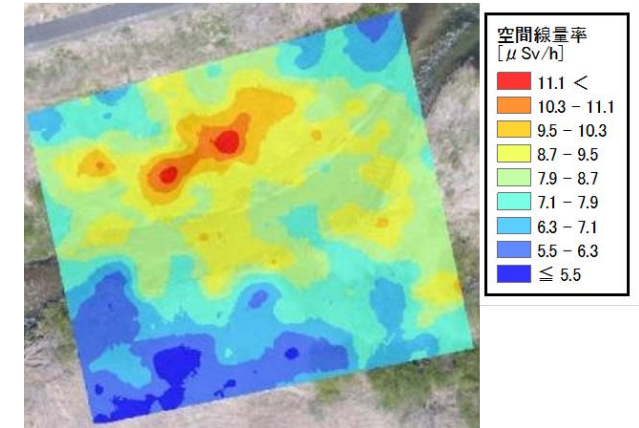 空間線量率
[μSv/h]
11.1 <
10.3 - 11.1
9.5 - 10.3
8.7 - 9.5
7.9 - 8.7
7.1 - 7.9
6.3 - 7.1
5.5 - 6.3
≦ 5.5